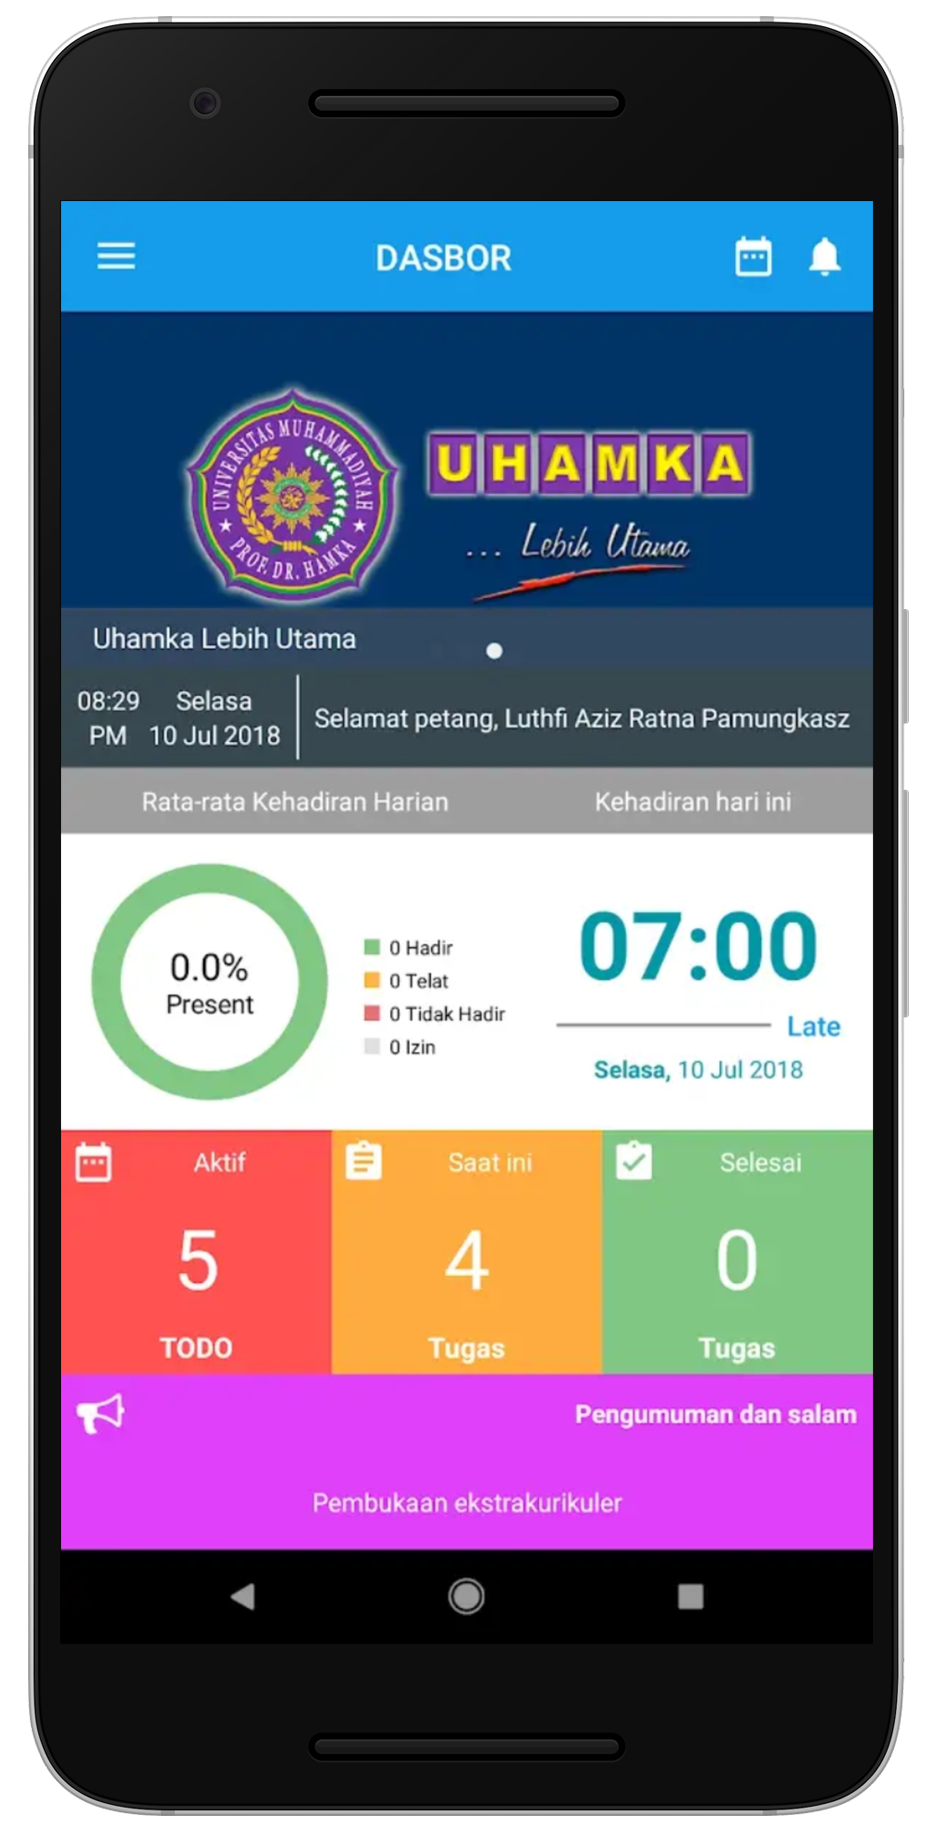 DASBOR
UNIVERSITAS MUHAMMADIYAH
PROF. DR. HAMKA
UHAMKA
... Lebih Utama
Uhamka Lebih Utama
08:29 PM
Selasa
10 Jul 2018
Selamat petang, Luthfi Aziz Ratna Pamungkasz
Rata-rata Kehadiran Harian
Kehadiran hari ini
0.0%
Present
0 Hadir
0 Telat
0 Tidak Hadir
0 Izin
07:00
Late
Selasa, 10 Jul 2018
Aktif
5
TODO
Saat ini
4
Tugas
Selesai
0
Tugas
Pengumuman dan salam
Pembukaan ekstrakurikuler